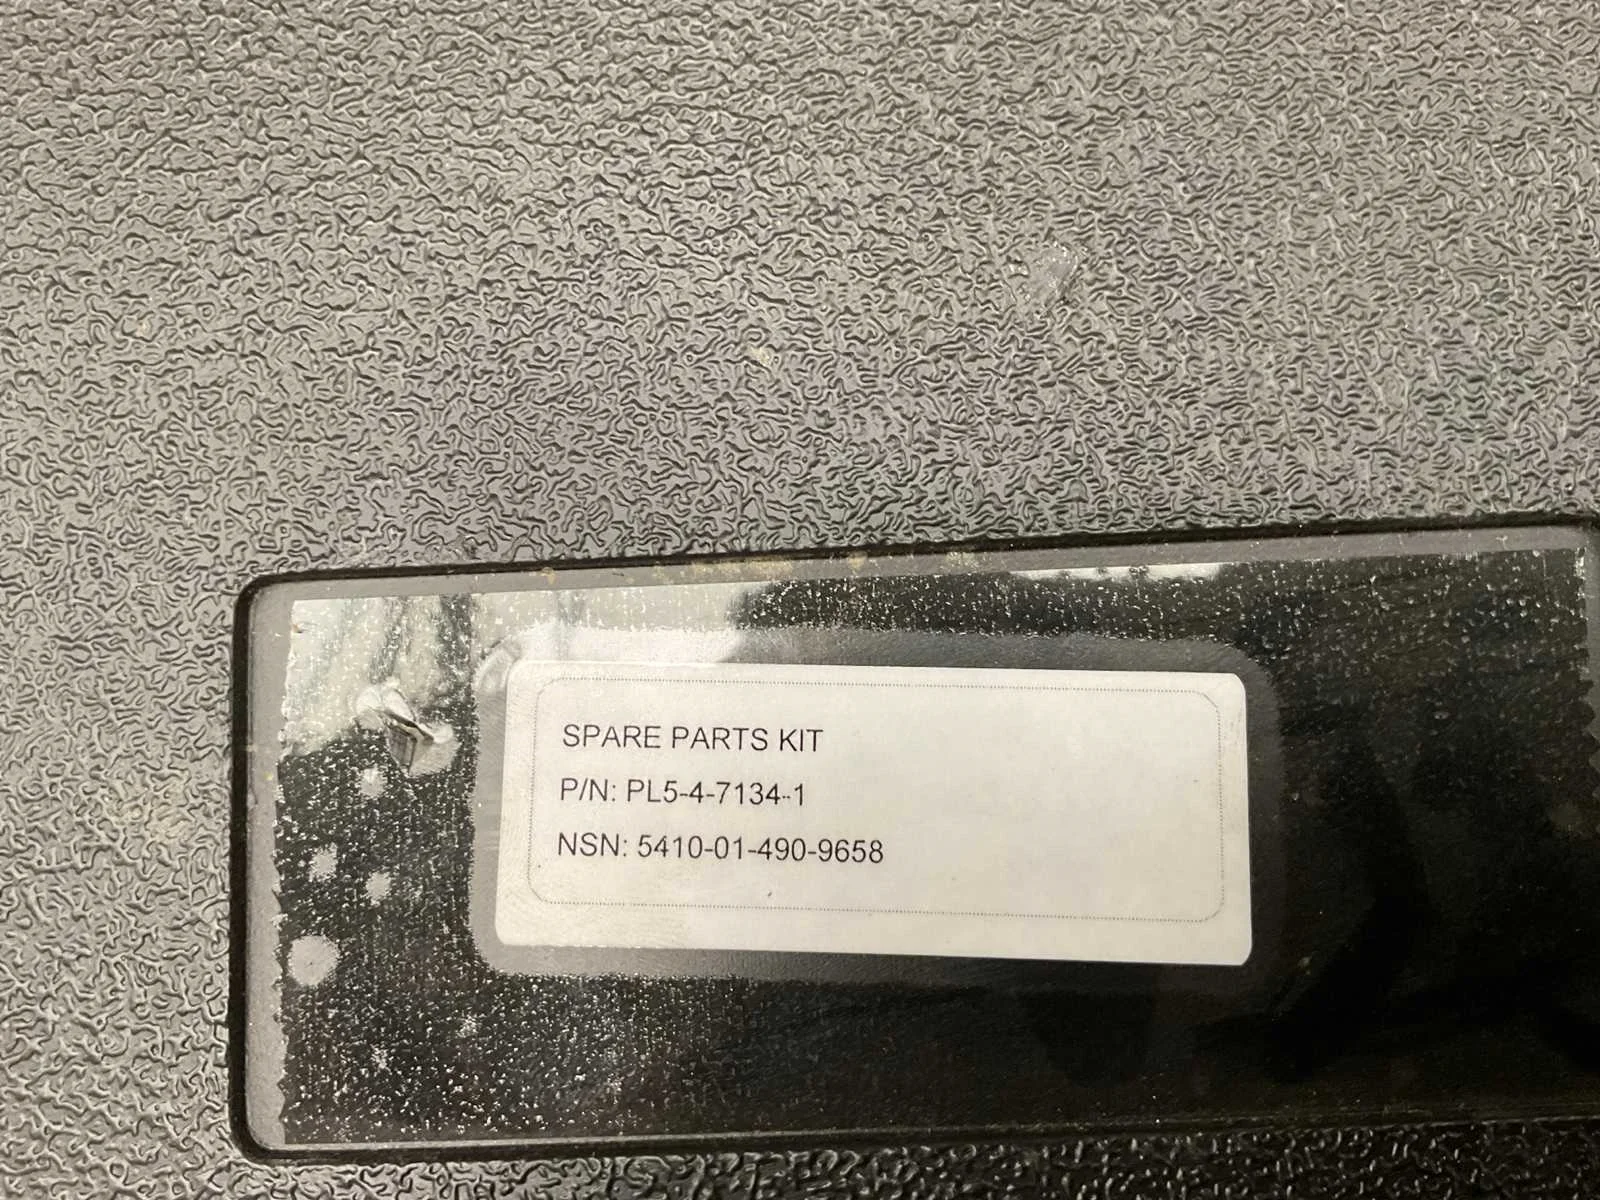 SPARE PARTS KIT
P/N: PL5-4-7134-1
NSN: 5410-01-490-9658